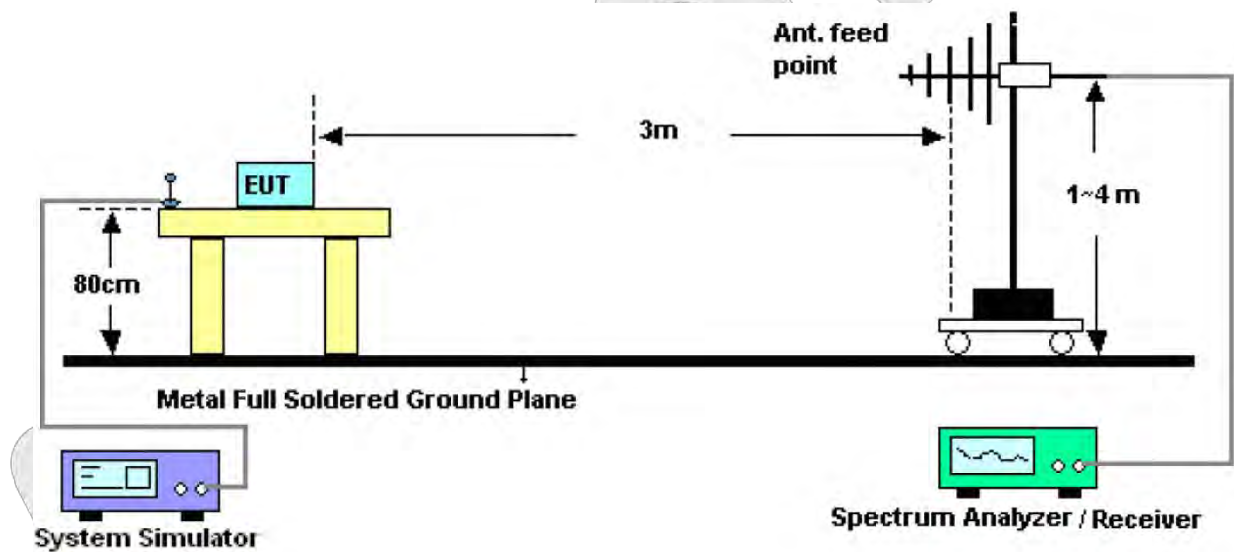 Ant. feed
point
3m
EUT
1~4 m
80cm
Metal Full Soldered Ground Plane
System Simulator
Spectrum Analyzer / Receiver